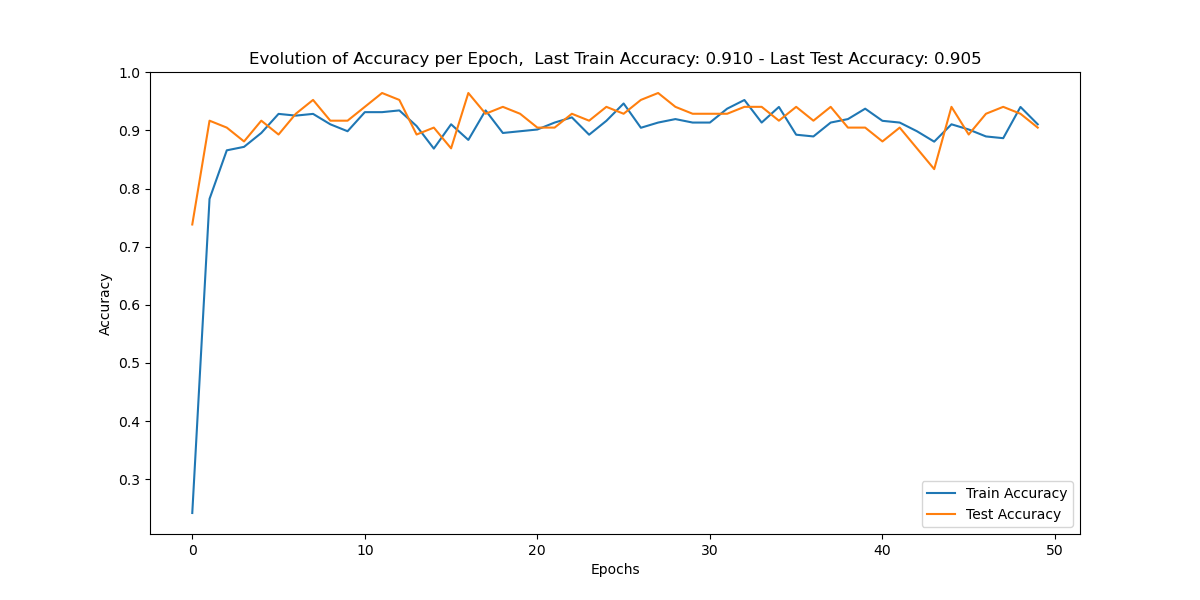 Evolution of Accuracy per Epoch,  Last Train Accuracy: 0.910 - Last Test Accuracy: 0.905
1.0
0.9
0.8
0.7
0.6
0.5
0.4
0.3
Accuracy
0 10 20 30 40 50
Epochs
Train Accuracy
Test Accuracy